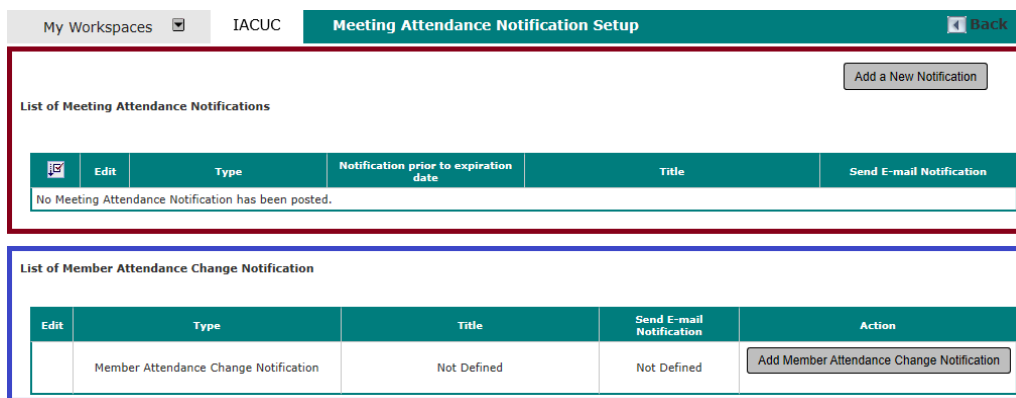 My Workspaces IACUC Meeting Attendance Notification Setup Back
Add a New Notification
List of Meeting Attendance Notifications
Edit Type Notification prior to expiration date Title Send E-mail Notification
No Meeting Attendance Notification has been posted.
List of Member Attendance Change Notification
Edit Type Title Send E-mail Notification Action
Member Attendance Change Notification Not Defined Not Defined Add Member Attendance Change Notification